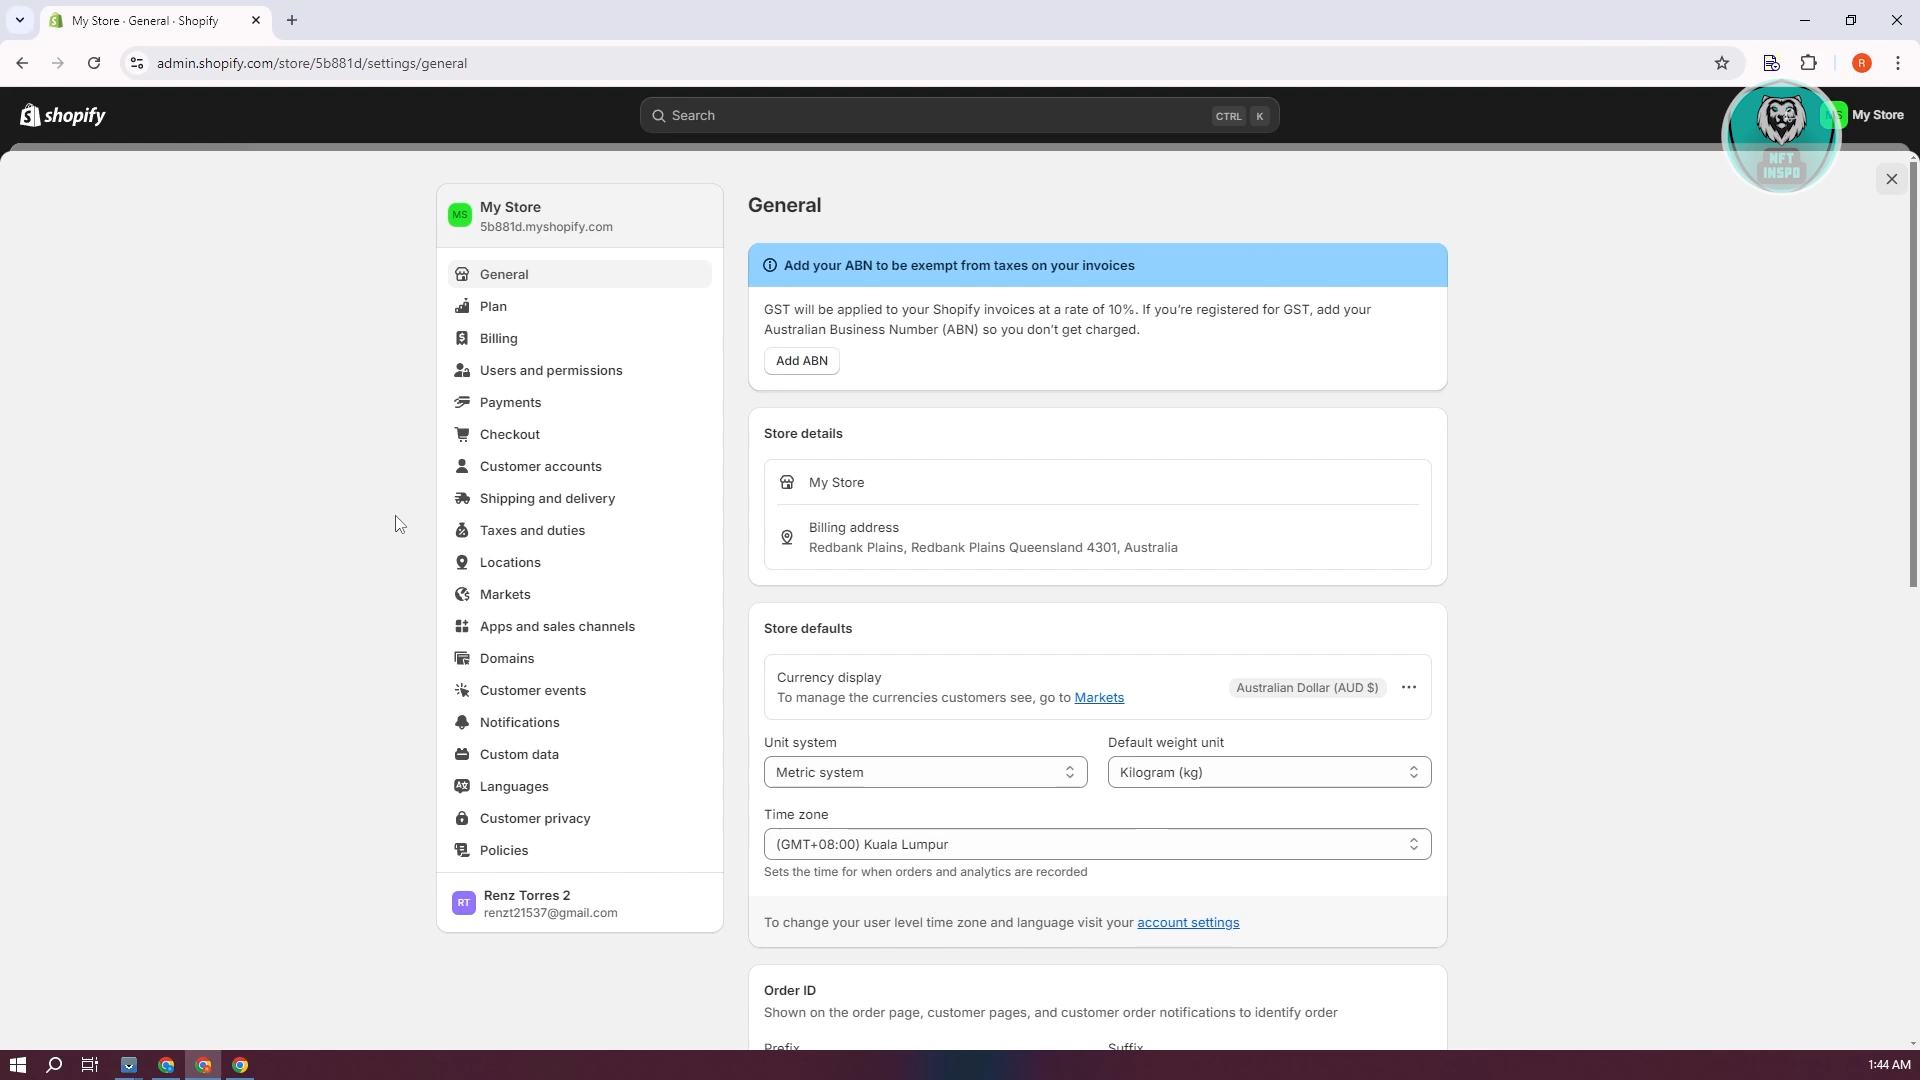 My Store · General · Shopify
admin.shopify.com/store/5b881d/settings/general
R
shopify
Search
CTRL K
My Store
NFT
INSPO
MS
My Store
5b881d.myshopify.com
General
Plan
Billing
Users and permissions
Payments
Checkout
Customer accounts
Shipping and delivery
Taxes and duties
Locations
Markets
Apps and sales channels
Domains
Customer events
Notifications
Custom data
Languages
Customer privacy
Policies
RT
Renz Torres 2
renzt21537@gmail.com
General
Add your ABN to be exempt from taxes on your invoices
GST will be applied to your Shopify invoices at a rate of 10%. If you’re registered for GST, add your
Australian Business Number (ABN) so you don’t get charged.
Add ABN
Store details
My Store
Billing address
Redbank Plains, Redbank Plains Queensland 4301, Australia
Store defaults
Currency display
To manage the currencies customers see, go to Markets
Australian Dollar (AUD $)
Unit system
Default weight unit
Metric system
Kilogram (kg)
Time zone
(GMT+08:00) Kuala Lumpur
Sets the time for when orders and analytics are recorded
To change your user level time zone and language visit your account settings
Order ID
Shown on the order page, customer pages, and customer order notifications to identify order
Prefix
Suffix
1:44 AM